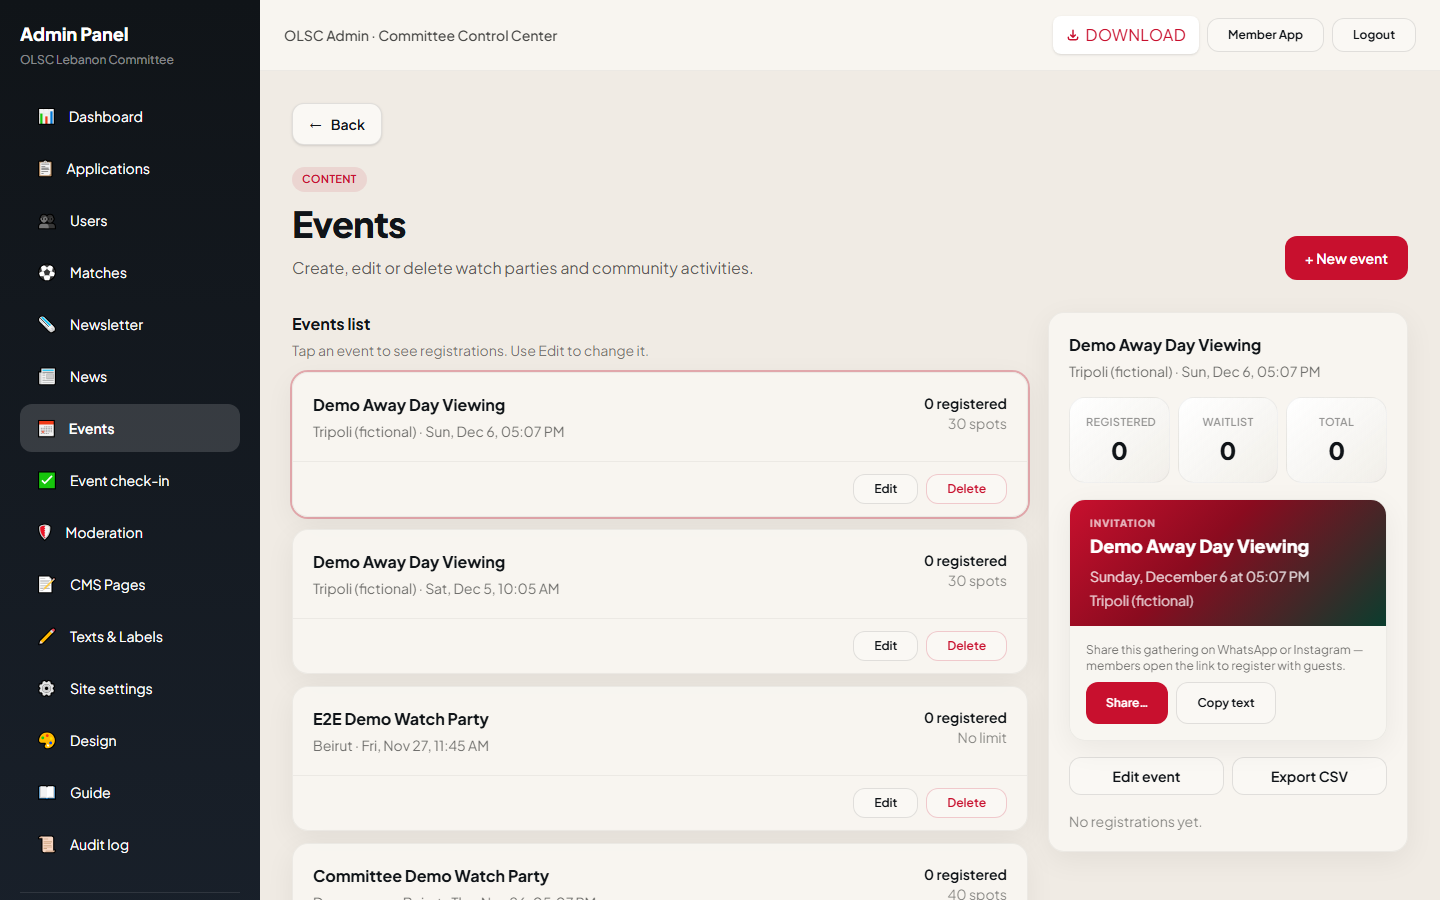 Admin Panel
OLSC Lebanon Committee
Dashboard
Applications
Users
Matches
Newsletter
News
Events
Event check-in
Moderation
CMS Pages
Texts & Labels
Site settings
Design
Guide
Audit log
OLSC Admin · Committee Control Center
DOWNLOAD
Member App
Logout
← Back
CONTENT
Events
Create, edit or delete watch parties and community activities.
+ New event
Events list
Tap an event to see registrations. Use Edit to change it.
Demo Away Day Viewing
Tripoli (fictional) · Sun, Dec 6, 05:07 PM
0 registered
30 spots
Edit
Delete
Demo Away Day Viewing
Tripoli (fictional) · Sat, Dec 5, 10:05 AM
0 registered
30 spots
Edit
Delete
E2E Demo Watch Party
Beirut · Fri, Nov 27, 11:45 AM
0 registered
No limit
Edit
Delete
Committee Demo Watch Party
0 registered
40 spots
Demo Away Day Viewing
Tripoli (fictional) · Sun, Dec 6, 05:07 PM
REGISTERED
0
WAITLIST
0
TOTAL
0
INVITATION
Demo Away Day Viewing
Sunday, December 6 at 05:07 PM
Tripoli (fictional)
Share this gathering on WhatsApp or Instagram —
members open the link to register with guests.
Share...
Copy text
Edit event
Export CSV
No registrations yet.